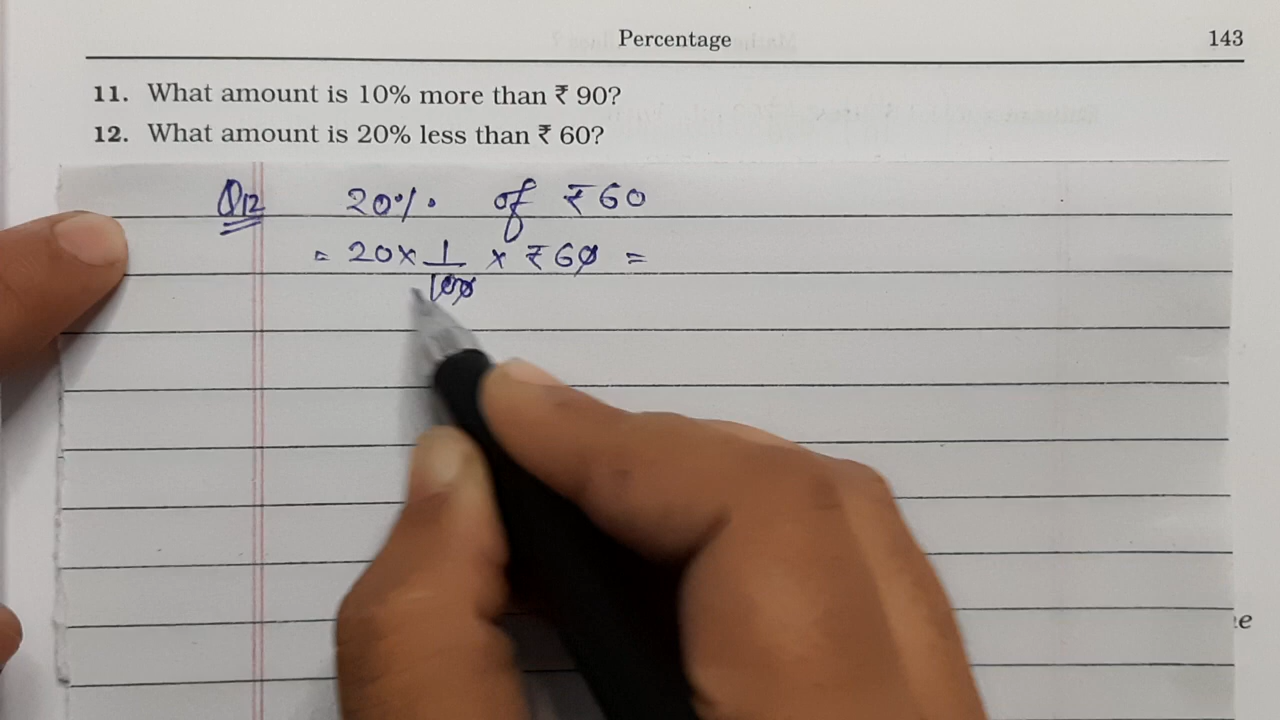 Percentage 143
11. What amount is 10% more than ₹ 90?
12. What amount is 20% less than ₹ 60?
Q12 20% of ₹60
= 20 × 1/100 × ₹60 =
e